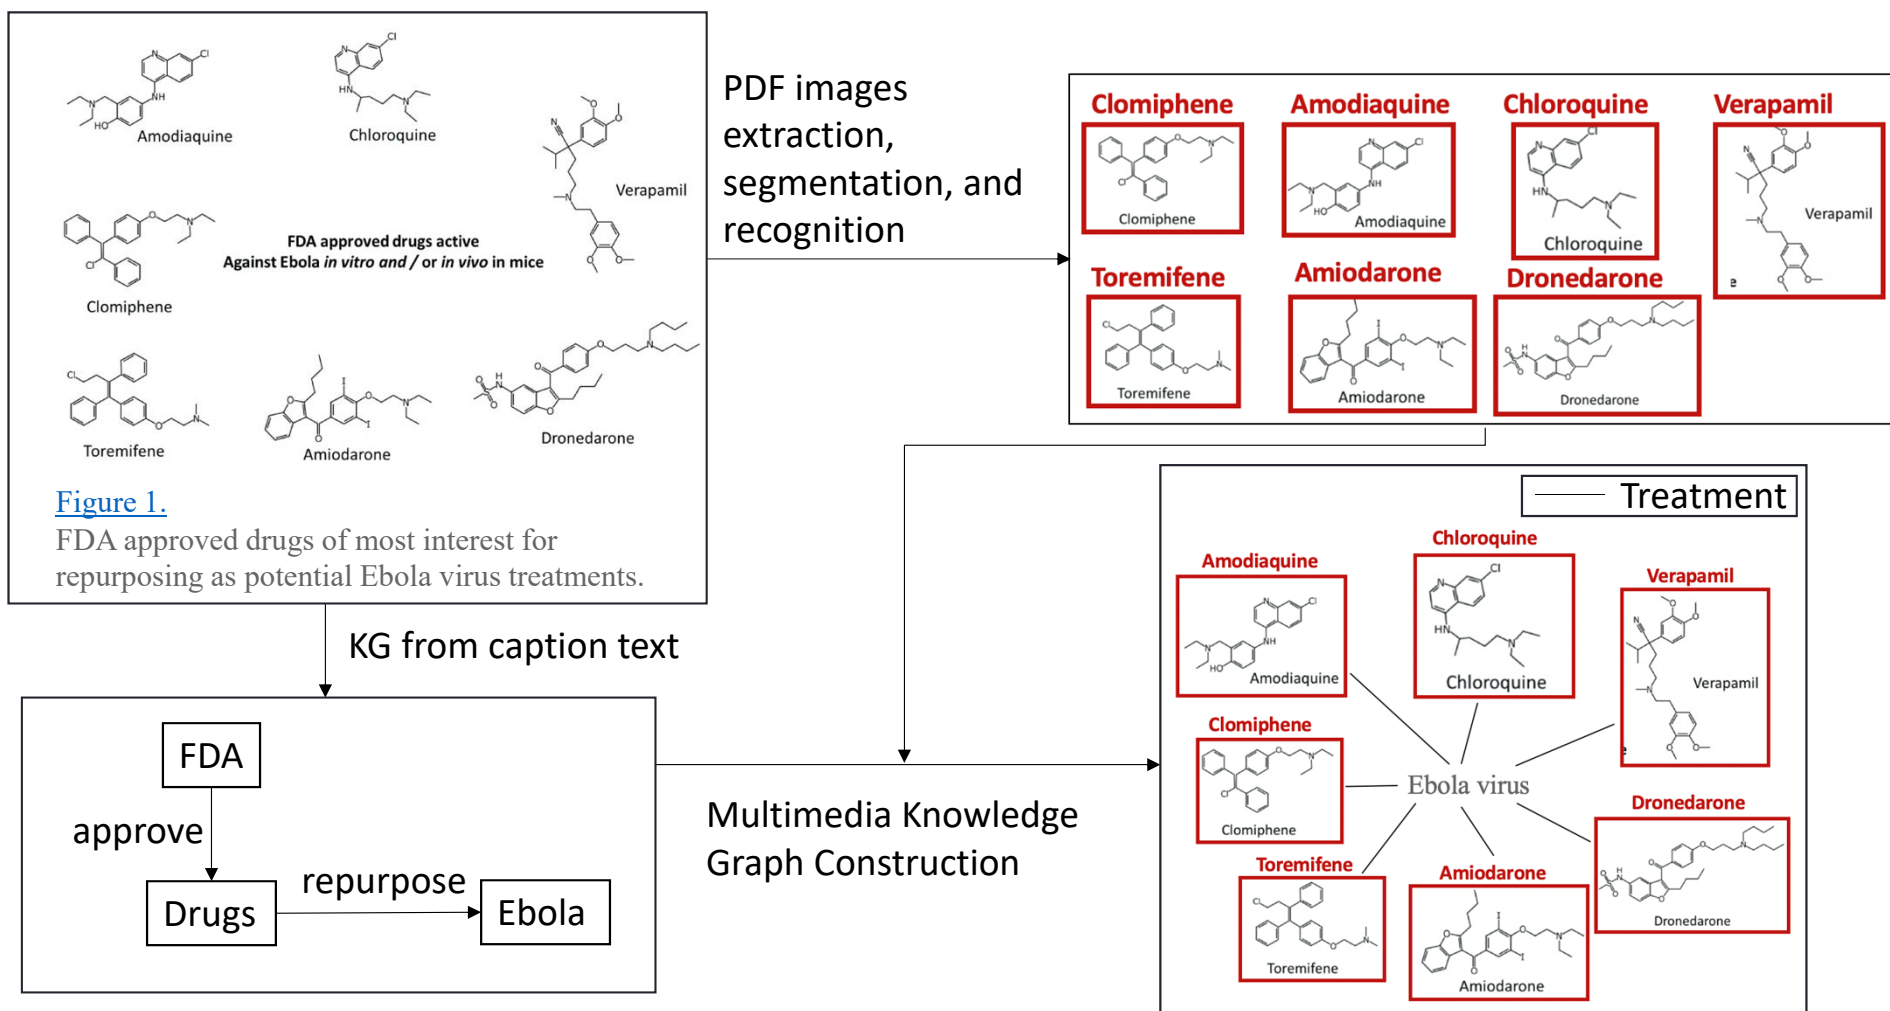 Amodiaquine
Chloroquine
Verapamil
Clomiphene
FDA approved drugs active
Against Ebola in vitro and / or in vivo in mice
Toremifene
Amiodarone
Dronedarone
Figure 1.
FDA approved drugs of most interest for
repurposing as potential Ebola virus treatments.
PDF images
extraction,
segmentation, and
recognition
Clomiphene
Amodiaquine
Chloroquine
Verapamil
Clomiphene
Amodiaquine
Chloroquine
Verapamil
Toremifene
Amiodarone
Dronedarone
e
Toremifene
Amiodarone
Dronedarone
KG from caption text
FDA
approve
Drugs
repurpose
Ebola
Multimedia Knowledge
Graph Construction
Treatment
Amodiaquine
Chloroquine
Verapamil
Amodiaquine
Chloroquine
Verapamil
Clomiphene
Clomiphene
e
Ebola virus
Toremifene
Amiodarone
Dronedarone
Toremifene
Amiodarone
Dronedarone